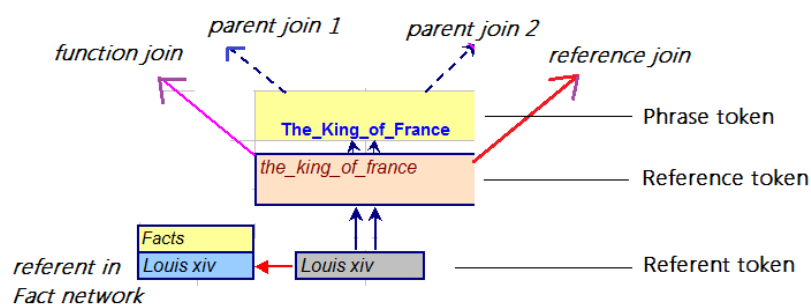 parent join 1
parent join 2
function join
reference join
The_King_of_France
Phrase token
the_king_of_france
Reference token
Facts
Louis xiv
Louis xiv
Referent token
referent in
Fact network